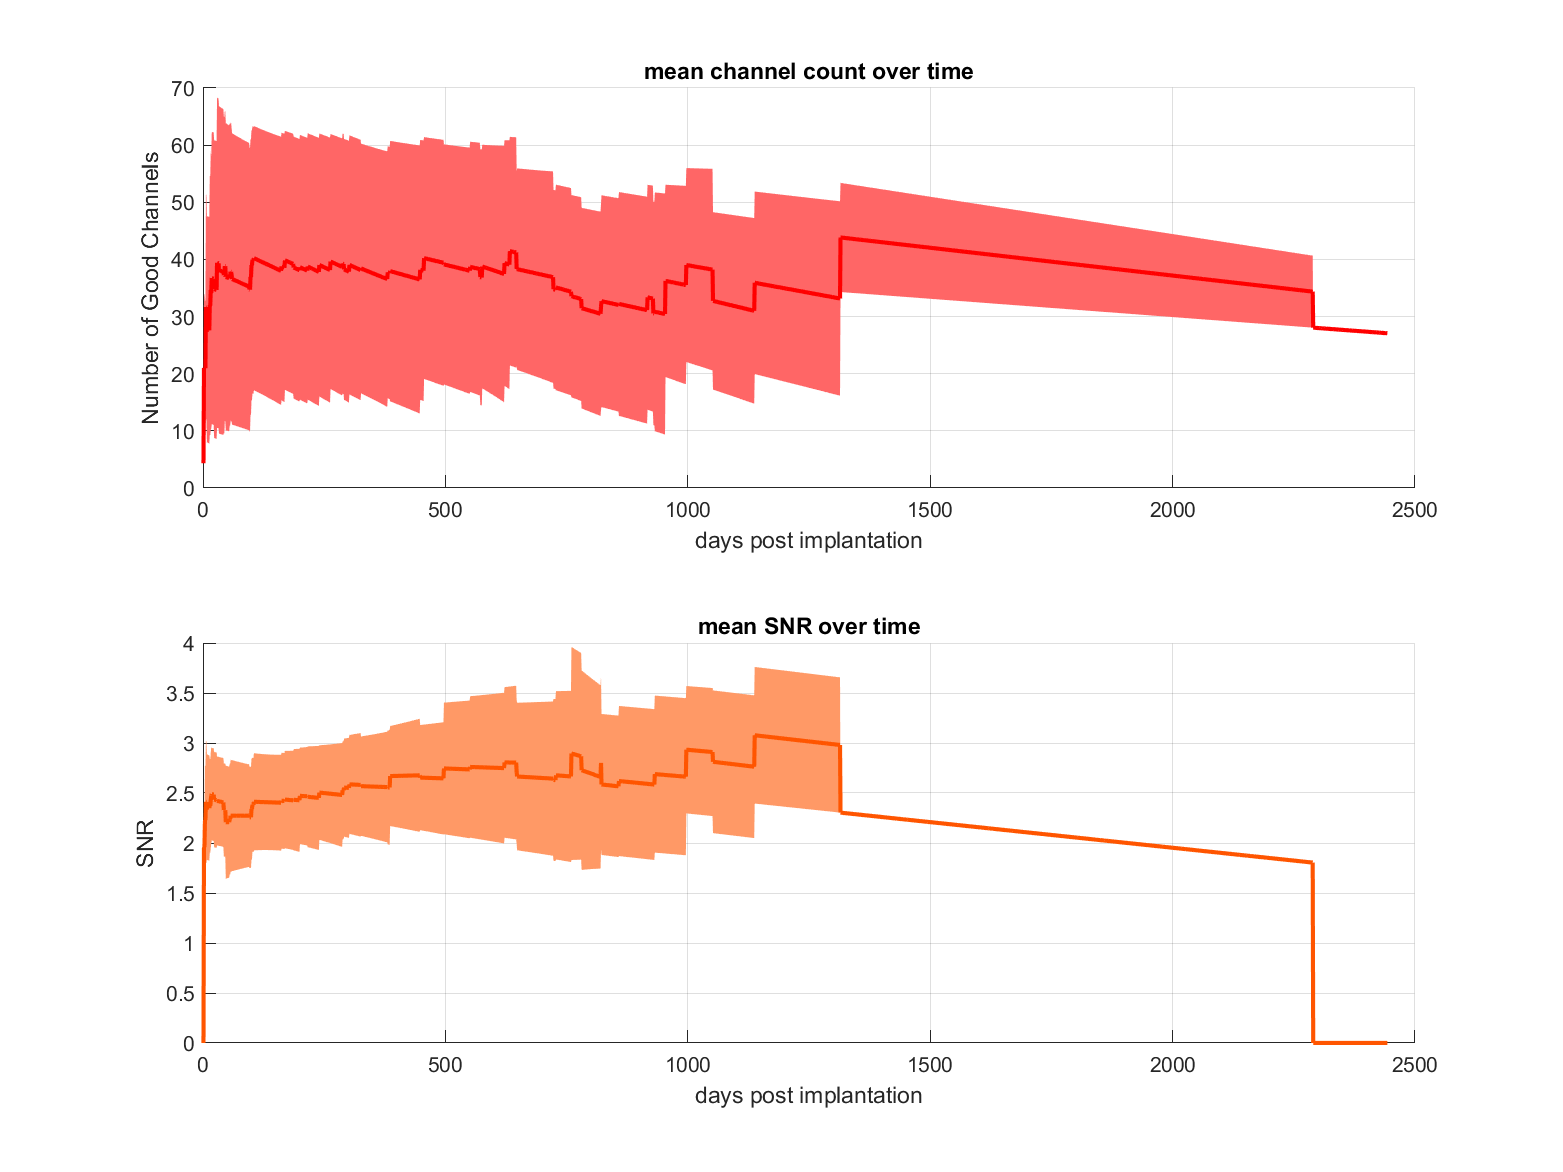 mean channel count over time
70
60
50
40
30
20
10
0
Number of Good Channels
0 500 1000 1500 2000 2500
days post implantation
mean SNR over time
4
3.5
3
2.5
2
1.5
1
0.5
0
SNR
0 500 1000 1500 2000 2500
days post implantation